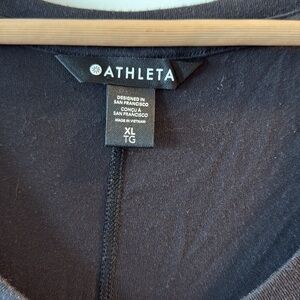 ATHLETA
DESIGNED IN
SAN FRANCISCO
CONÇU À
SAN FRANCISCO
MADE IN VIETNAM
XL
TG